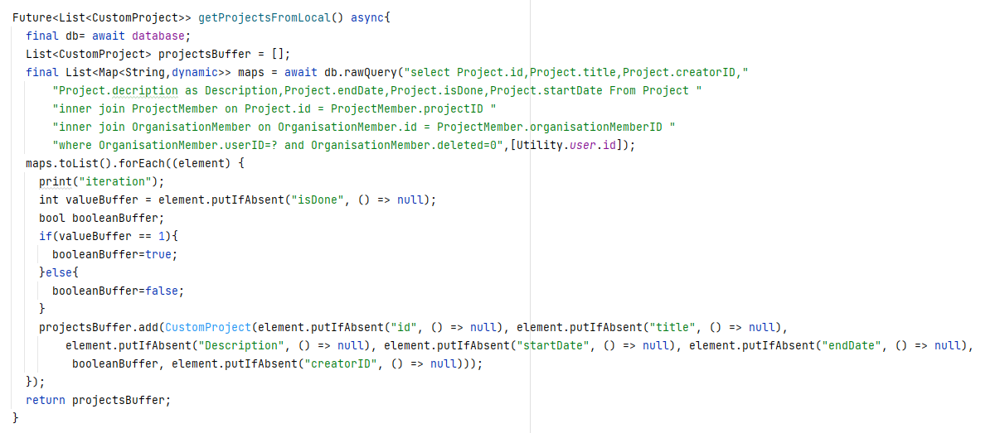 Future<List<CustomProject>> getProjectsFromLocal() async{
final db= await database;
List<CustomProject> projectsBuffer = [];
final List<Map<String,dynamic>> maps = await db.rawQuery("select Project.id,Project.title,Project.creatorID,"
"Project.decription as Description,Project.endDate,Project.isDone,Project.startDate From Project "
"inner join ProjectMember on Project.id = ProjectMember.projectID "
"inner join OrganisationMember on OrganisationMember.id = ProjectMember.organisationMemberID "
"where OrganisationMember.userID=? and OrganisationMember.deleted=0",[Utility.user.id]);
maps.toList().forEach((element) {
print("iteration");
int valueBuffer = element.putIfAbsent("isDone", () => null);
bool booleanBuffer;
if(valueBuffer == 1){
booleanBuffer=true;
}else{
booleanBuffer=false;
}
projectsBuffer.add(CustomProject(element.putIfAbsent("id", () => null), element.putIfAbsent("title", () => null),
element.putIfAbsent("Description", () => null), element.putIfAbsent("startDate", () => null), element.putIfAbsent("endDate", () => null),
booleanBuffer, element.putIfAbsent("creatorID", () => null)));
});
return projectsBuffer;
}